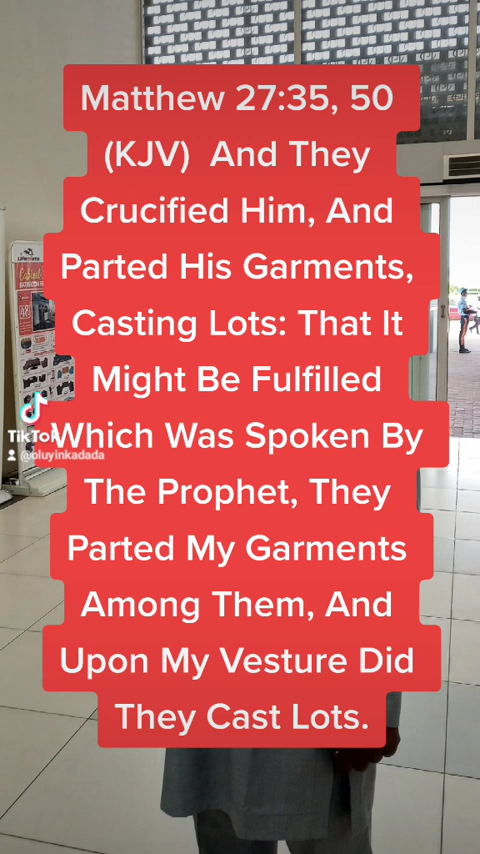 Matthew 27:35, 50
(KJV) And They
Crucified Him, And
Parted His Garments,
Casting Lots: That It
Might Be Fulfilled
Which Was Spoken By
The Prophet, They
Parted My Garments
Among Them, And
Upon My Vesture Did
They Cast Lots.
TikTok
@oluyinkadada